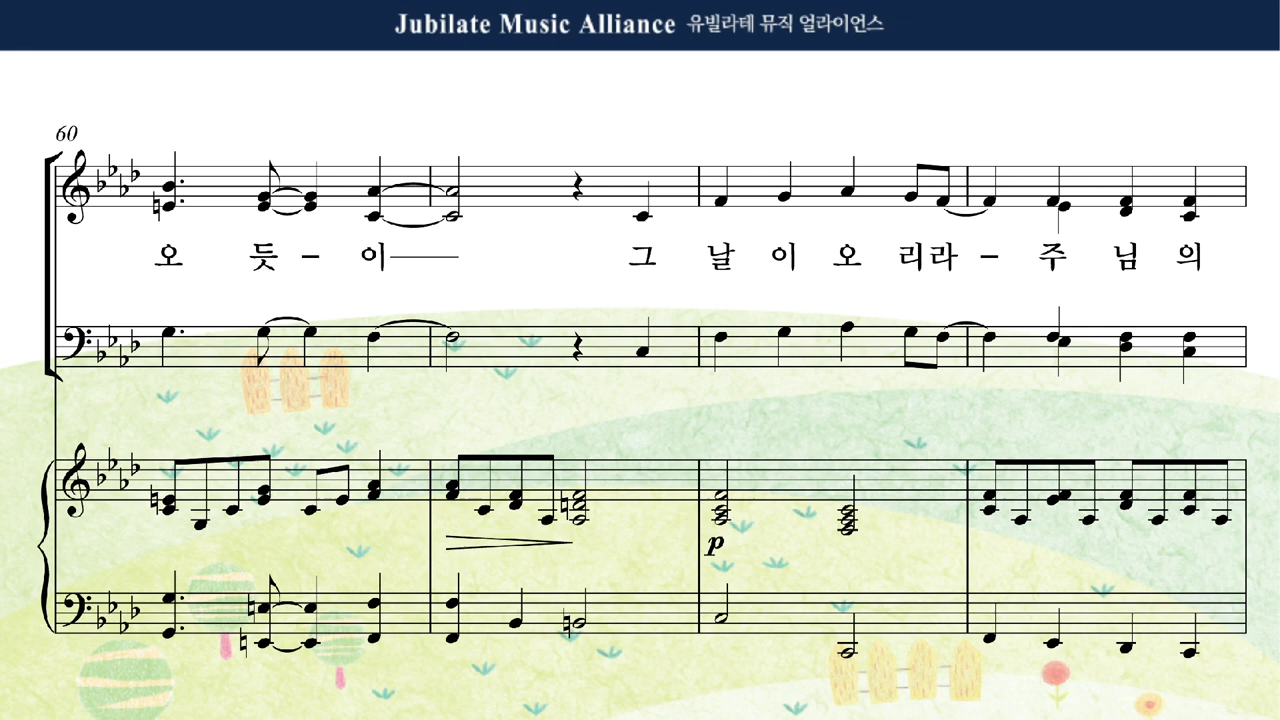 Jubilate Music Alliance 유빌라테 뮤직 얼라이언스
60
오 듯 – 이 그 날 이 오 리라 – 주 님 의
p